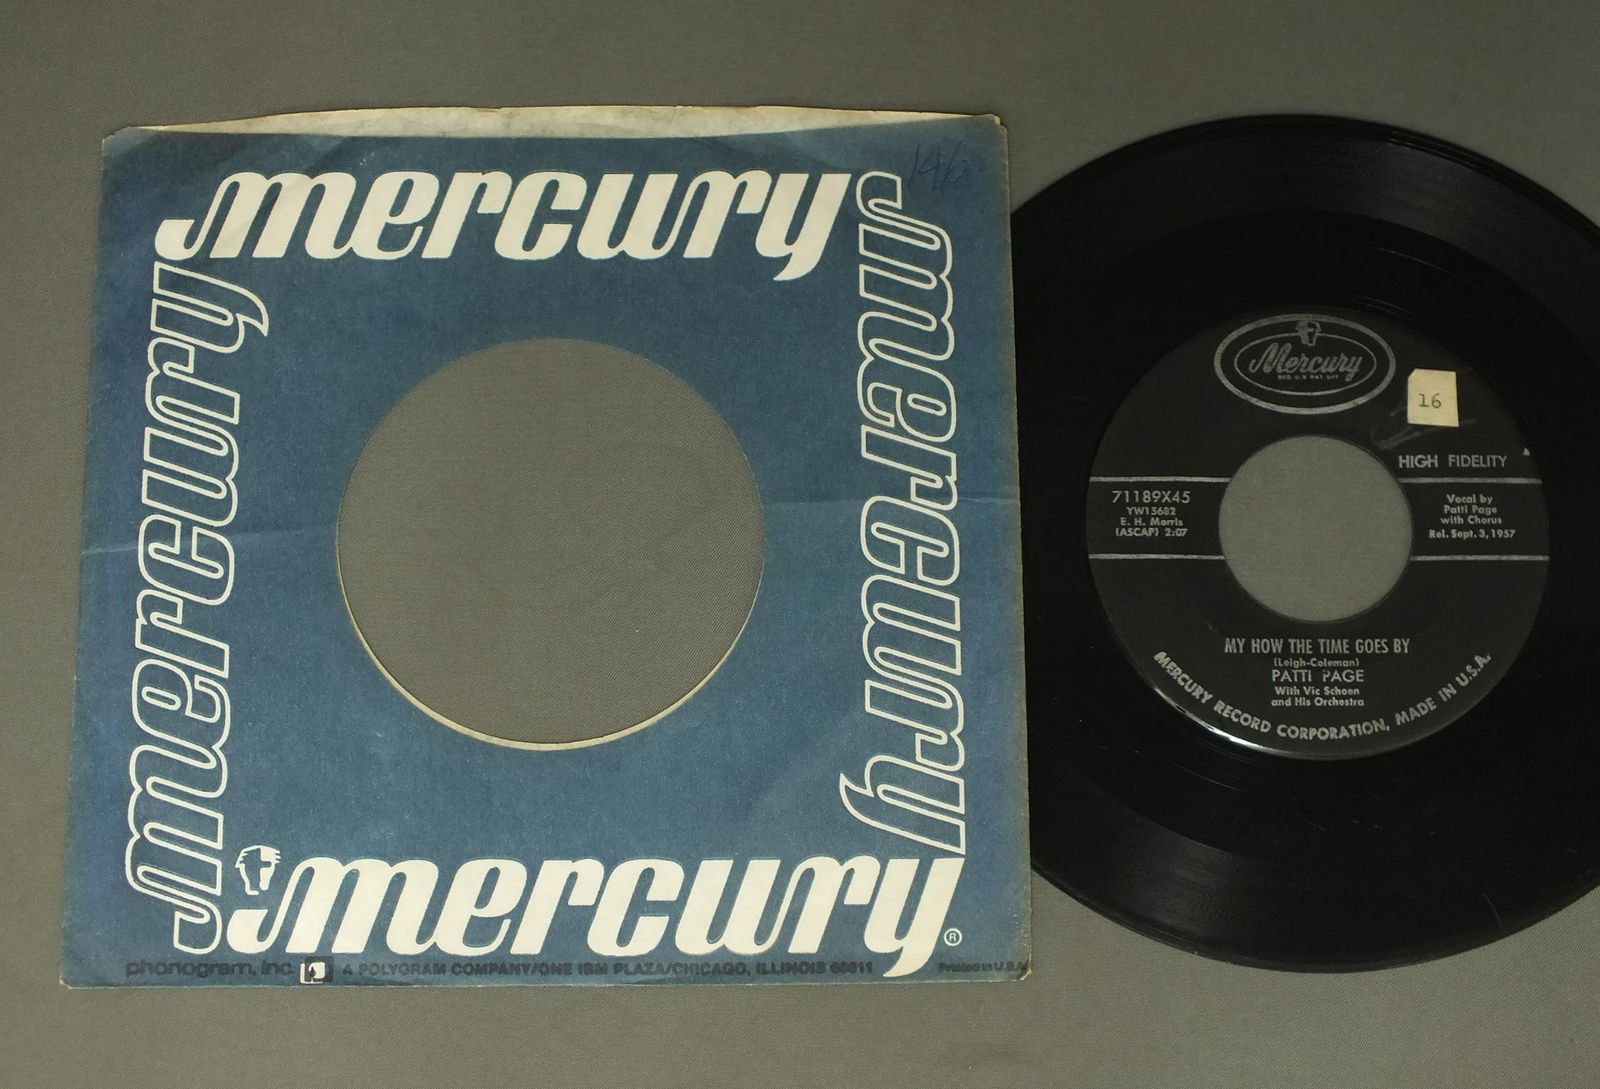 mercury
mercury
mercury
mercury®
phonogram, inc. A POLYGRAM COMPANY/ONE IBM PLAZA/CHICAGO, ILLINOIS 60611 Printed in U.S.A.
146
Mercury
REG. U.S. PAT. OFF.
16
HIGH FIDELITY
71189X45
YW15682
E. H. Morris
(ASCAP) 2:07
Vocal by
Patti Page
with Chorus
Rel. Sept. 3, 1957
MY HOW THE TIME GOES BY
(Leigh-Coleman)
PATTI PAGE
With Vic Schoen
and His Orchestra
MERCURY RECORD CORPORATION, MADE IN U.S.A.